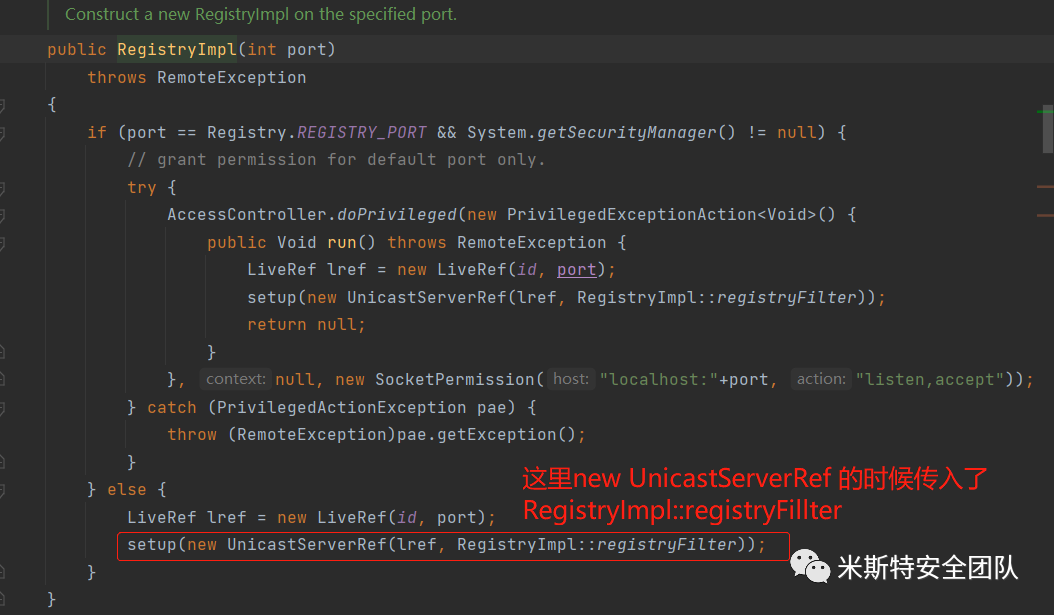 Construct a new RegistryImpl on the specified port.
public RegistryImpl(int port)
throws RemoteException
{
if (port == Registry.REGISTRY_PORT && System.getSecurityManager() != null) {
// grant permission for default port only.
try {
AccessController.doPrivileged(new PrivilegedExceptionAction<Void>() {
public Void run() throws RemoteException {
LiveRef lref = new LiveRef(id, port);
setup(new UnicastServerRef(lref, RegistryImpl::registryFilter));
return null;
}
}, context: null, new SocketPermission( host: "localhost:"+port, action: "listen,accept"));
} catch (PrivilegedActionException pae) {
throw (RemoteException)pae.getException();
}
} else {
LiveRef lref = new LiveRef(id, port);
setup(new UnicastServerRef(lref, RegistryImpl::registryFilter));
}
}
这里new UnicastServerRef 的时候传入了
RegistryImpl::registryFillter
米斯特安全团队